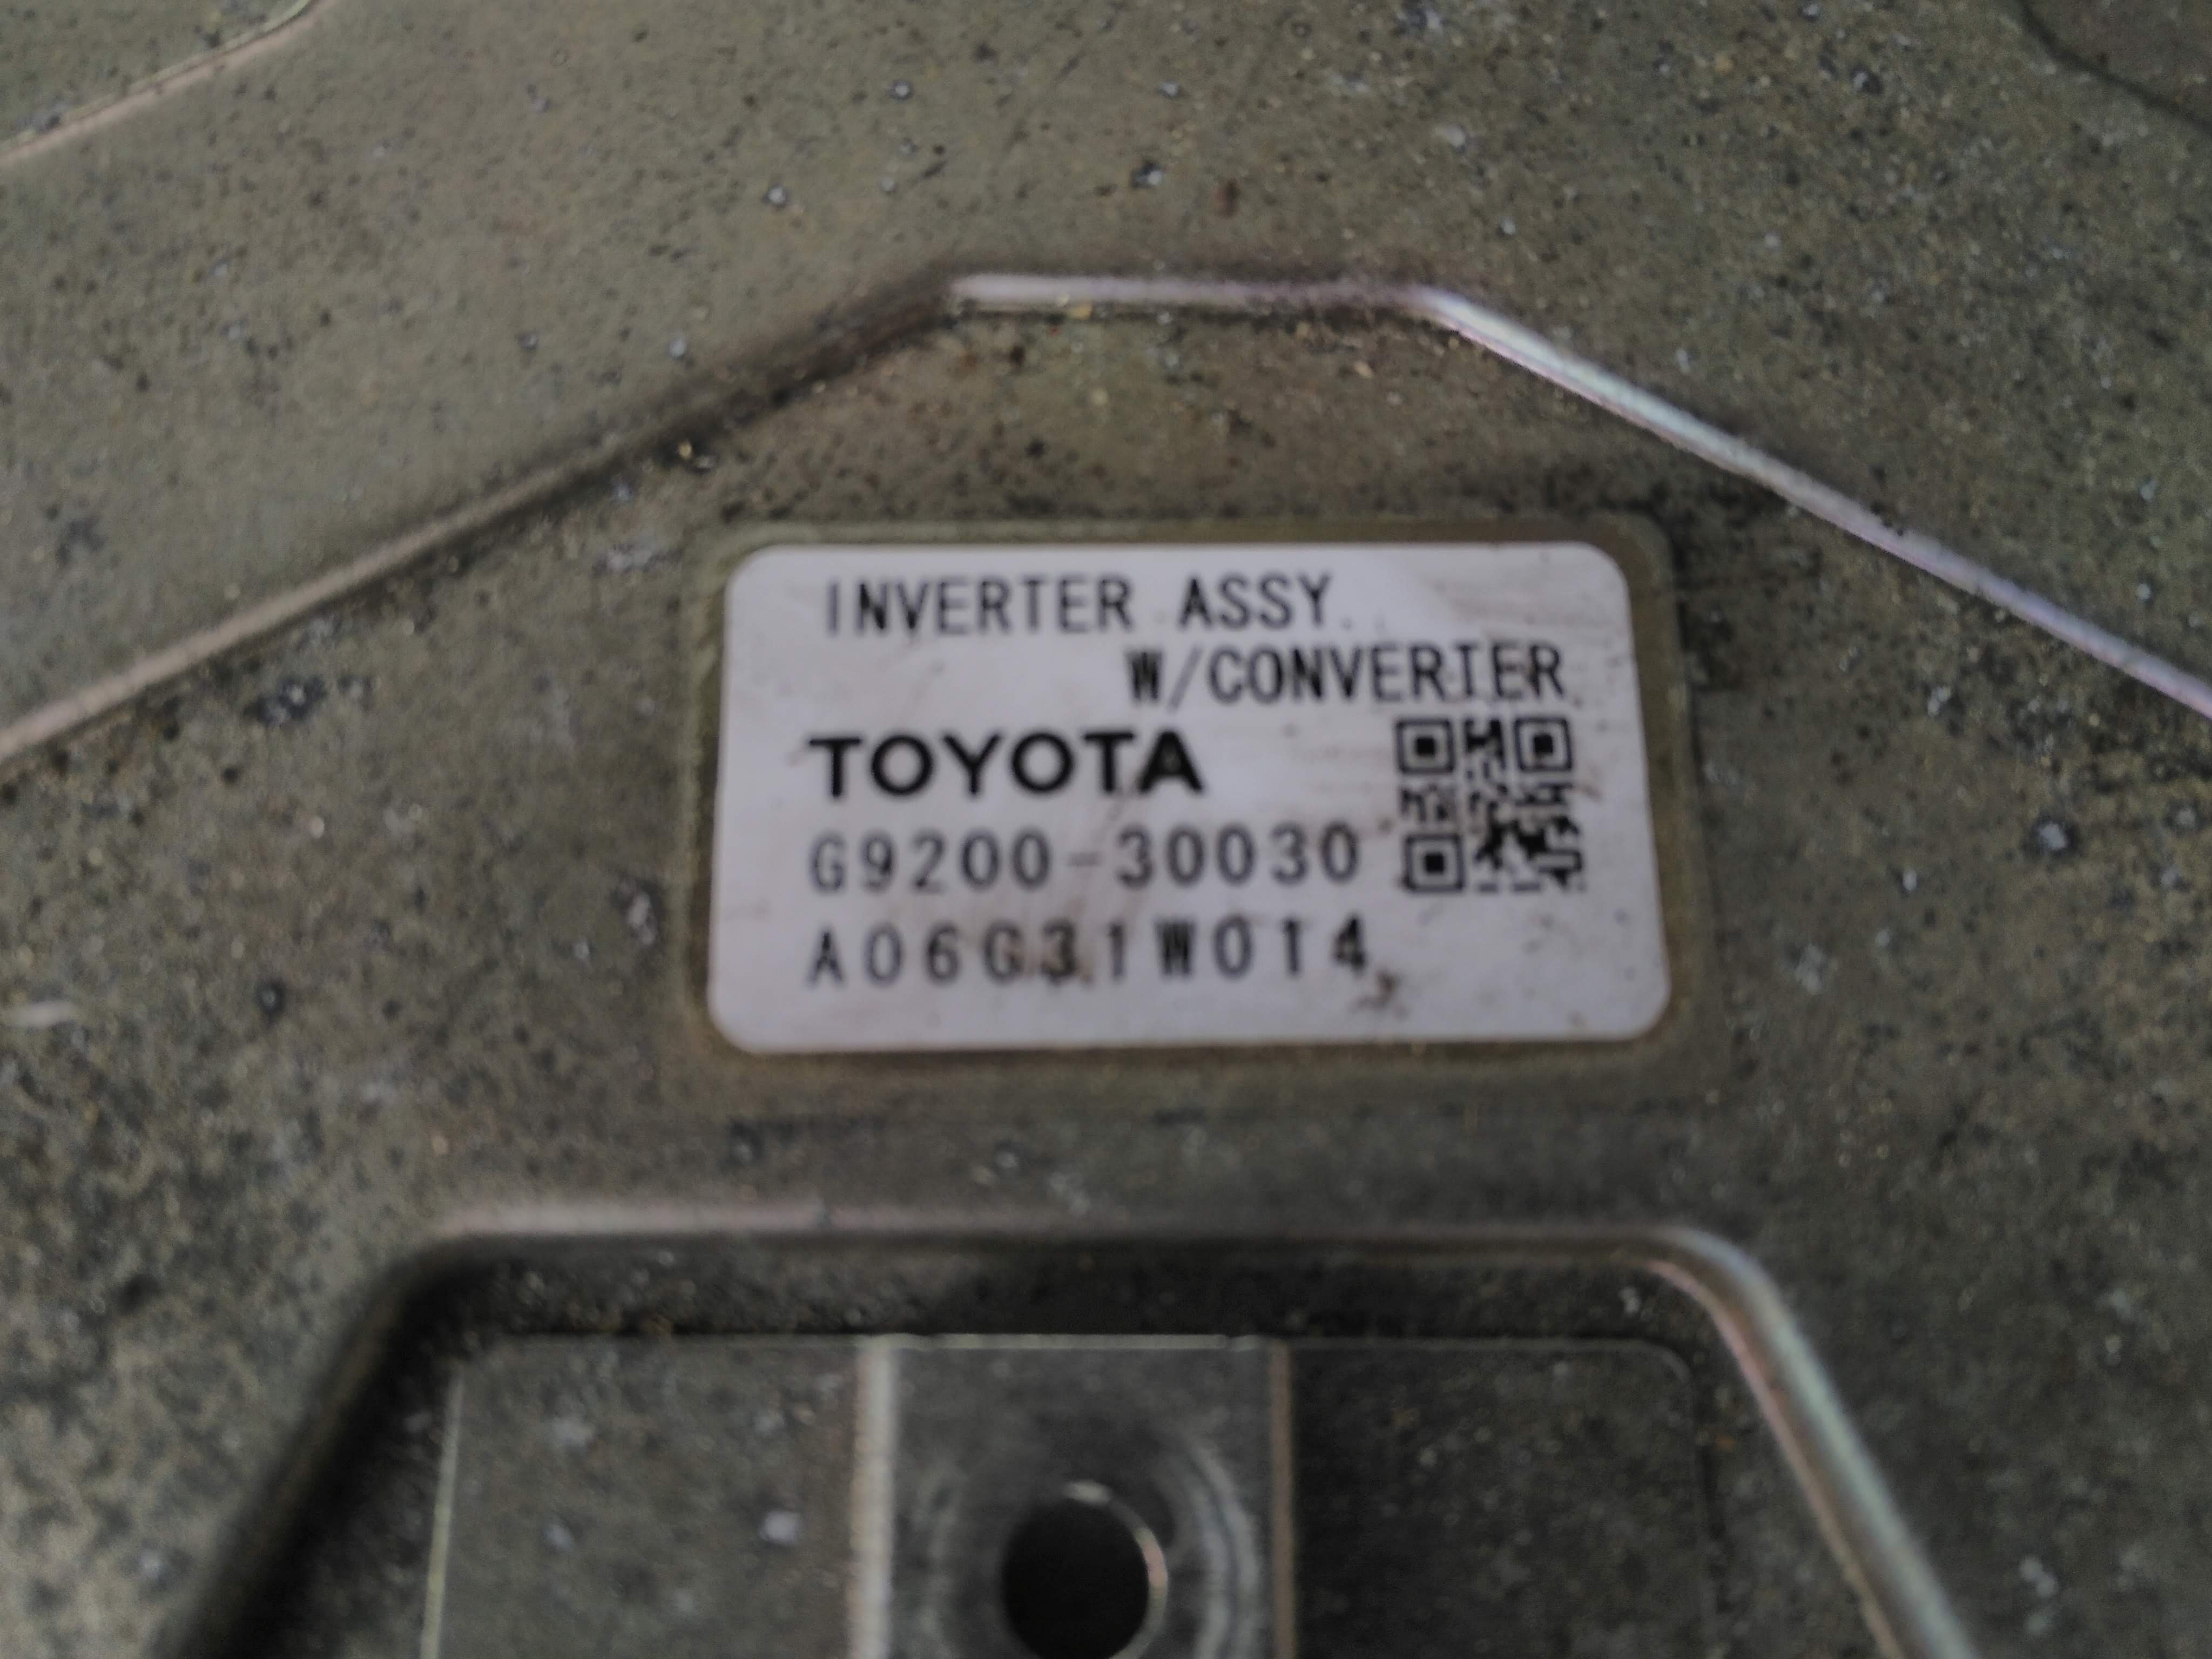 INVERTER ASSY.
W/CONVERTER
TOYOTA
G9200-30030
A06G31W014